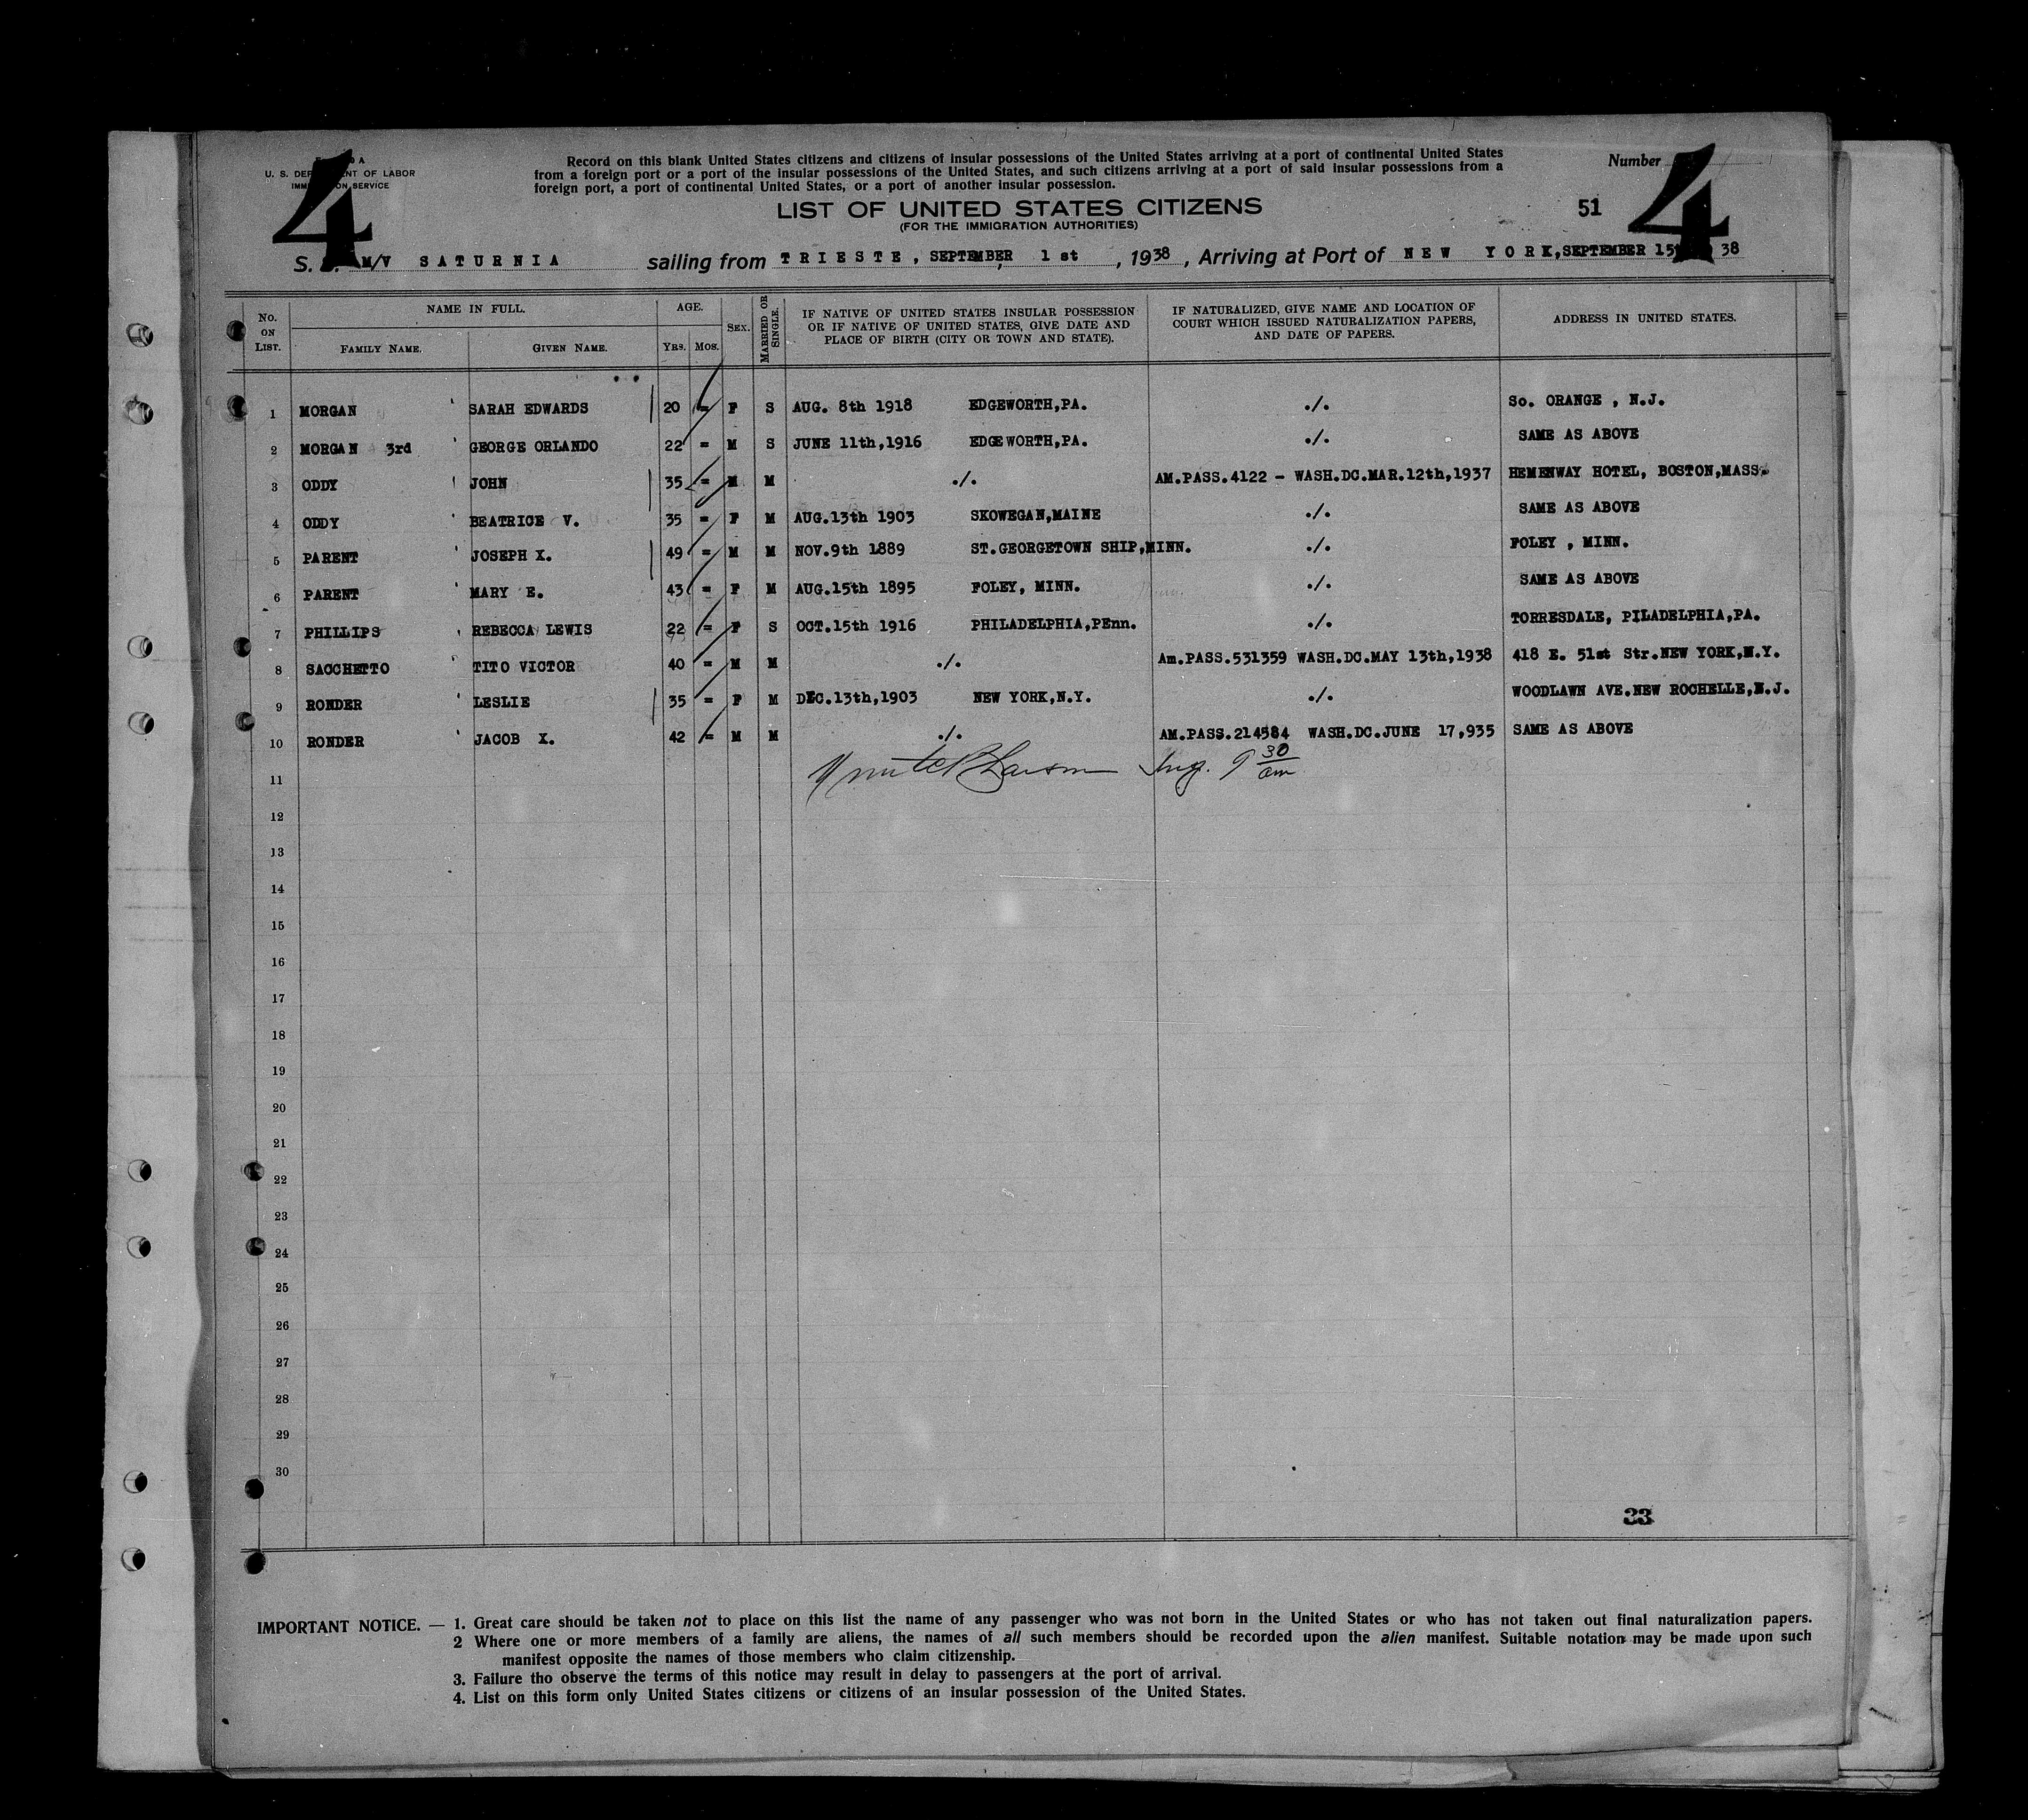 U. S. DEP NT OF LABOR
IMM ON SERVICE
Record on this blank United States citizens and citizens of insular possessions of the United States arriving at a port of continental United States
from a foreign port or a port of the insular possessions of the United States, and such citizens arriving at a port of said insular possessions from a
foreign port, a port of continental United States, or a port of another insular possession.
Number
4
4
LIST OF UNITED STATES CITIZENS
51
(FOR THE IMMIGRATION AUTHORITIES)
S. M/V SATURNIA sailing from TRIESTE, SEPTEMBER 1st, 1938, Arriving at Port of NEW YORK, SEPTEMBER 15 38
No. ON LIST. NAME IN FULL. FAMILY NAME. GIVEN NAME. AGE. YRS. MOS. SEX. MARRIED OR SINGLE. IF NATIVE OF UNITED STATES INSULAR POSSESSION OR IF NATIVE OF UNITED STATES, GIVE DATE AND PLACE OF BIRTH (CITY OR TOWN AND STATE). IF NATURALIZED, GIVE NAME AND LOCATION OF COURT WHICH ISSUED NATURALIZATION PAPERS, AND DATE OF PAPERS. ADDRESS IN UNITED STATES.
1 MORGAN SARAH EDWARDS 20 = F S AUG. 8th 1918 EDGEWORTH,PA. ./. So. ORANGE , N.J.
2 MORGAN 3rd GEORGE ORLANDO 22 = M S JUNE 11th,1916 EDGEWORTH,PA. ./. SAME AS ABOVE
3 ODDY JOHN 35 = M M ./. AM.PASS.4122 - WASH.DC.MAR.12th,1937 HEMENWAY HOTEL, BOSTON,MASS.
4 ODDY BEATRICE V. 35 = F M AUG.13th 1903 SKOWEGAN,MAINE ./. SAME AS ABOVE
5 PARENT JOSEPH X. 49 = M M NOV.9th 1889 ST.GEORGETOWN SHIP,MINN. ./. FOLEY , MINN.
6 PARENT MARY E. 43 = F M AUG.15th 1895 FOLEY, MINN. ./. SAME AS ABOVE
7 PHILLIPS REBECCA LEWIS 22 = F S OCT.15th 1916 PHILADELPHIA,PEnn. ./. TORRESDALE, PILADELPHIA,PA.
8 SACCHETTO TITO VICTOR 40 = M M ./. Am.PASS.531359 WASH.DC.MAY 13th,1938 418 E. 51st Str.NEW YORK,N.Y.
9 RONDER LESLIE 35 = F M DEC.13th,1903 NEW YORK,N.Y. ./. WOODLAWN AVE.NEW ROCHELLE,N.J.
10 RONDER JACOB X. 42 = M M ./. AM.PASS.214584 WASH.DC.JUNE 17,935 SAME AS ABOVE
11 9 30 am
12
13
14
15
16
17
18
19
20
21
22
23
24
25
26
27
28
29
30
33
IMPORTANT NOTICE. — 1. Great care should be taken not to place on this list the name of any passenger who was not born in the United States or who has not taken out final naturalization papers.
2 Where one or more members of a family are aliens, the names of all such members should be recorded upon the alien manifest. Suitable notation may be made upon such
manifest opposite the names of those members who claim citizenship.
3. Failure tho observe the terms of this notice may result in delay to passengers at the port of arrival.
4. List on this form only United States citizens or citizens of an insular possession of the United States.